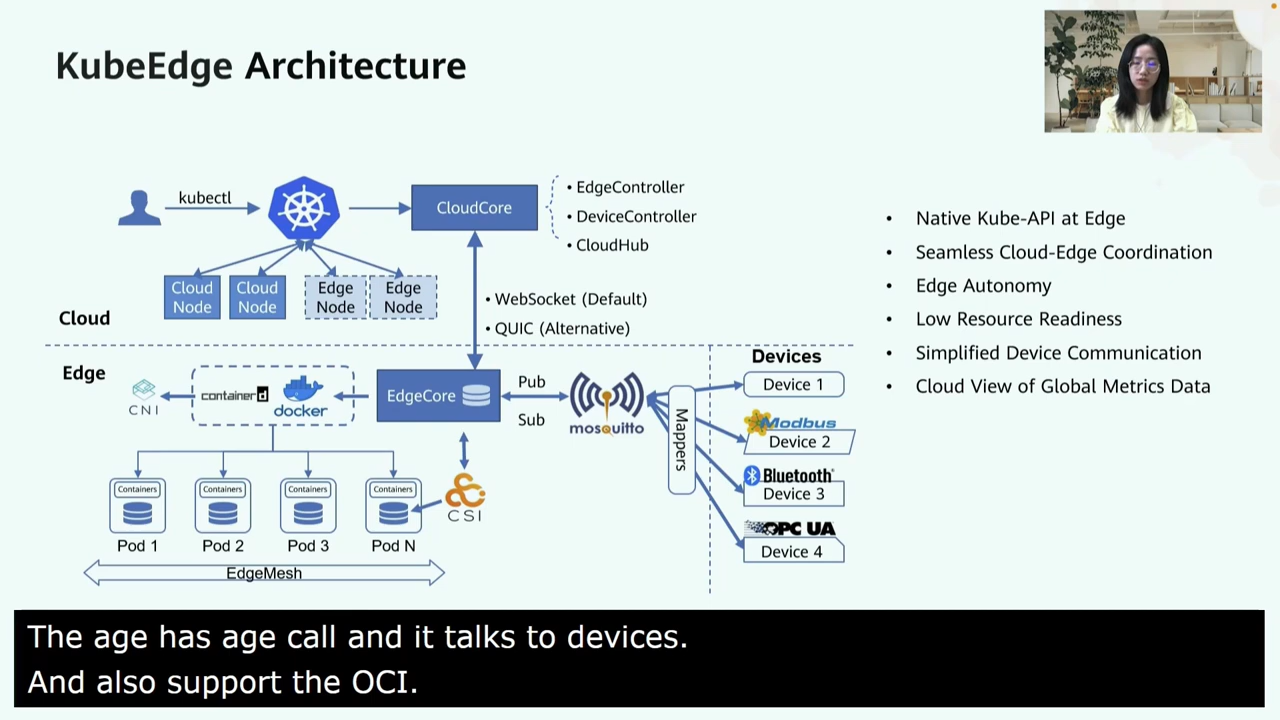 KubeEdge Architecture
kubectl
CloudCore
• EdgeController
• DeviceController
• CloudHub
Cloud
Node
Cloud
Node
Edge
Node
Edge
Node
• WebSocket (Default)
• QUIC (Alternative)
Cloud
Edge
CNI
containerd
docker
EdgeCore
Pub
Sub
mosquitto
Mappers
Devices
Device 1
Modbus
Device 2
Bluetooth
Device 3
OPC UA
Device 4
Containers
Containers
Containers
Containers
CSI
Pod 1
Pod 2
Pod 3
Pod N
EdgeMesh
• Native Kube-API at Edge
• Seamless Cloud-Edge Coordination
• Edge Autonomy
• Low Resource Readiness
• Simplified Device Communication
• Cloud View of Global Metrics Data
The age has age call and it talks to devices.
And also support the OCI.